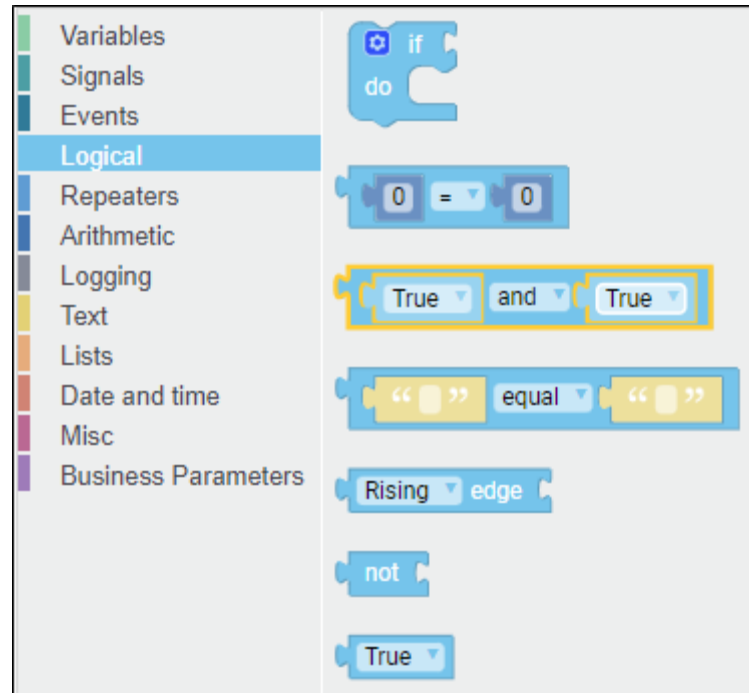 Variables
Signals
Events
Logical
Repeaters
Arithmetic
Logging
Text
Lists
Date and time
Misc
Business Parameters
if
do
0 = 0
True and True
“ ” equal “ ”
Rising edge
not
True